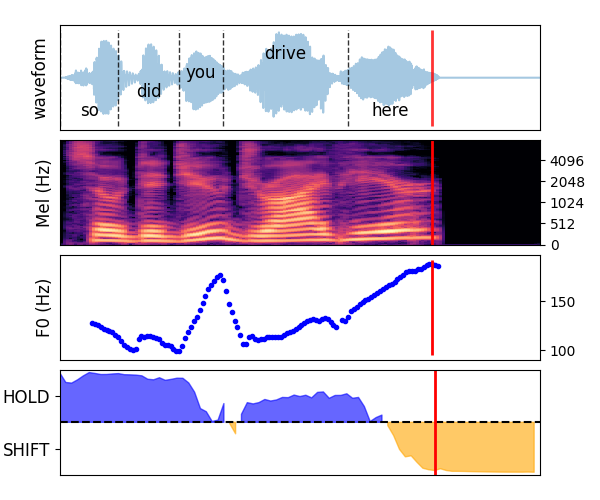 waveform
so did you drive here
Mel (Hz)
4096
2048
1024
512
0
F0 (Hz)
150
100
HOLD
SHIFT